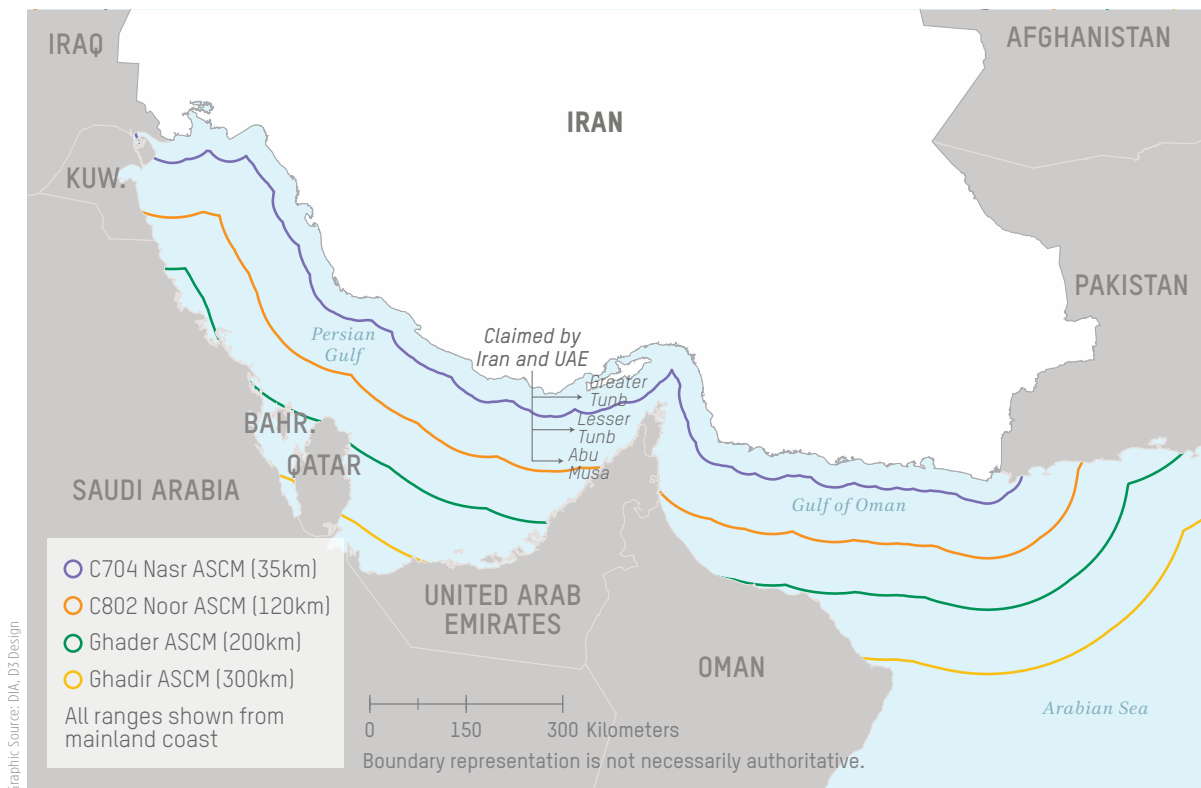 IRAQ
AFGHANISTAN
IRAN
KUW.
PAKISTAN
Persian
Gulf
Claimed by
Iran and UAE
Greater
Tunb
Lesser
Tunb
Abu
Musa
BAHR.
QATAR
SAUDI ARABIA
Gulf of Oman
UNITED ARAB
EMIRATES
OMAN
Arabian Sea
C704 Nasr ASCM (35km)
C802 Noor ASCM (120km)
Ghader ASCM (200km)
Ghadir ASCM (300km)
All ranges shown from
mainland coast
0 150 300 Kilometers
Boundary representation is not necessarily authoritative.
Graphic Source: DIA, D3 Design